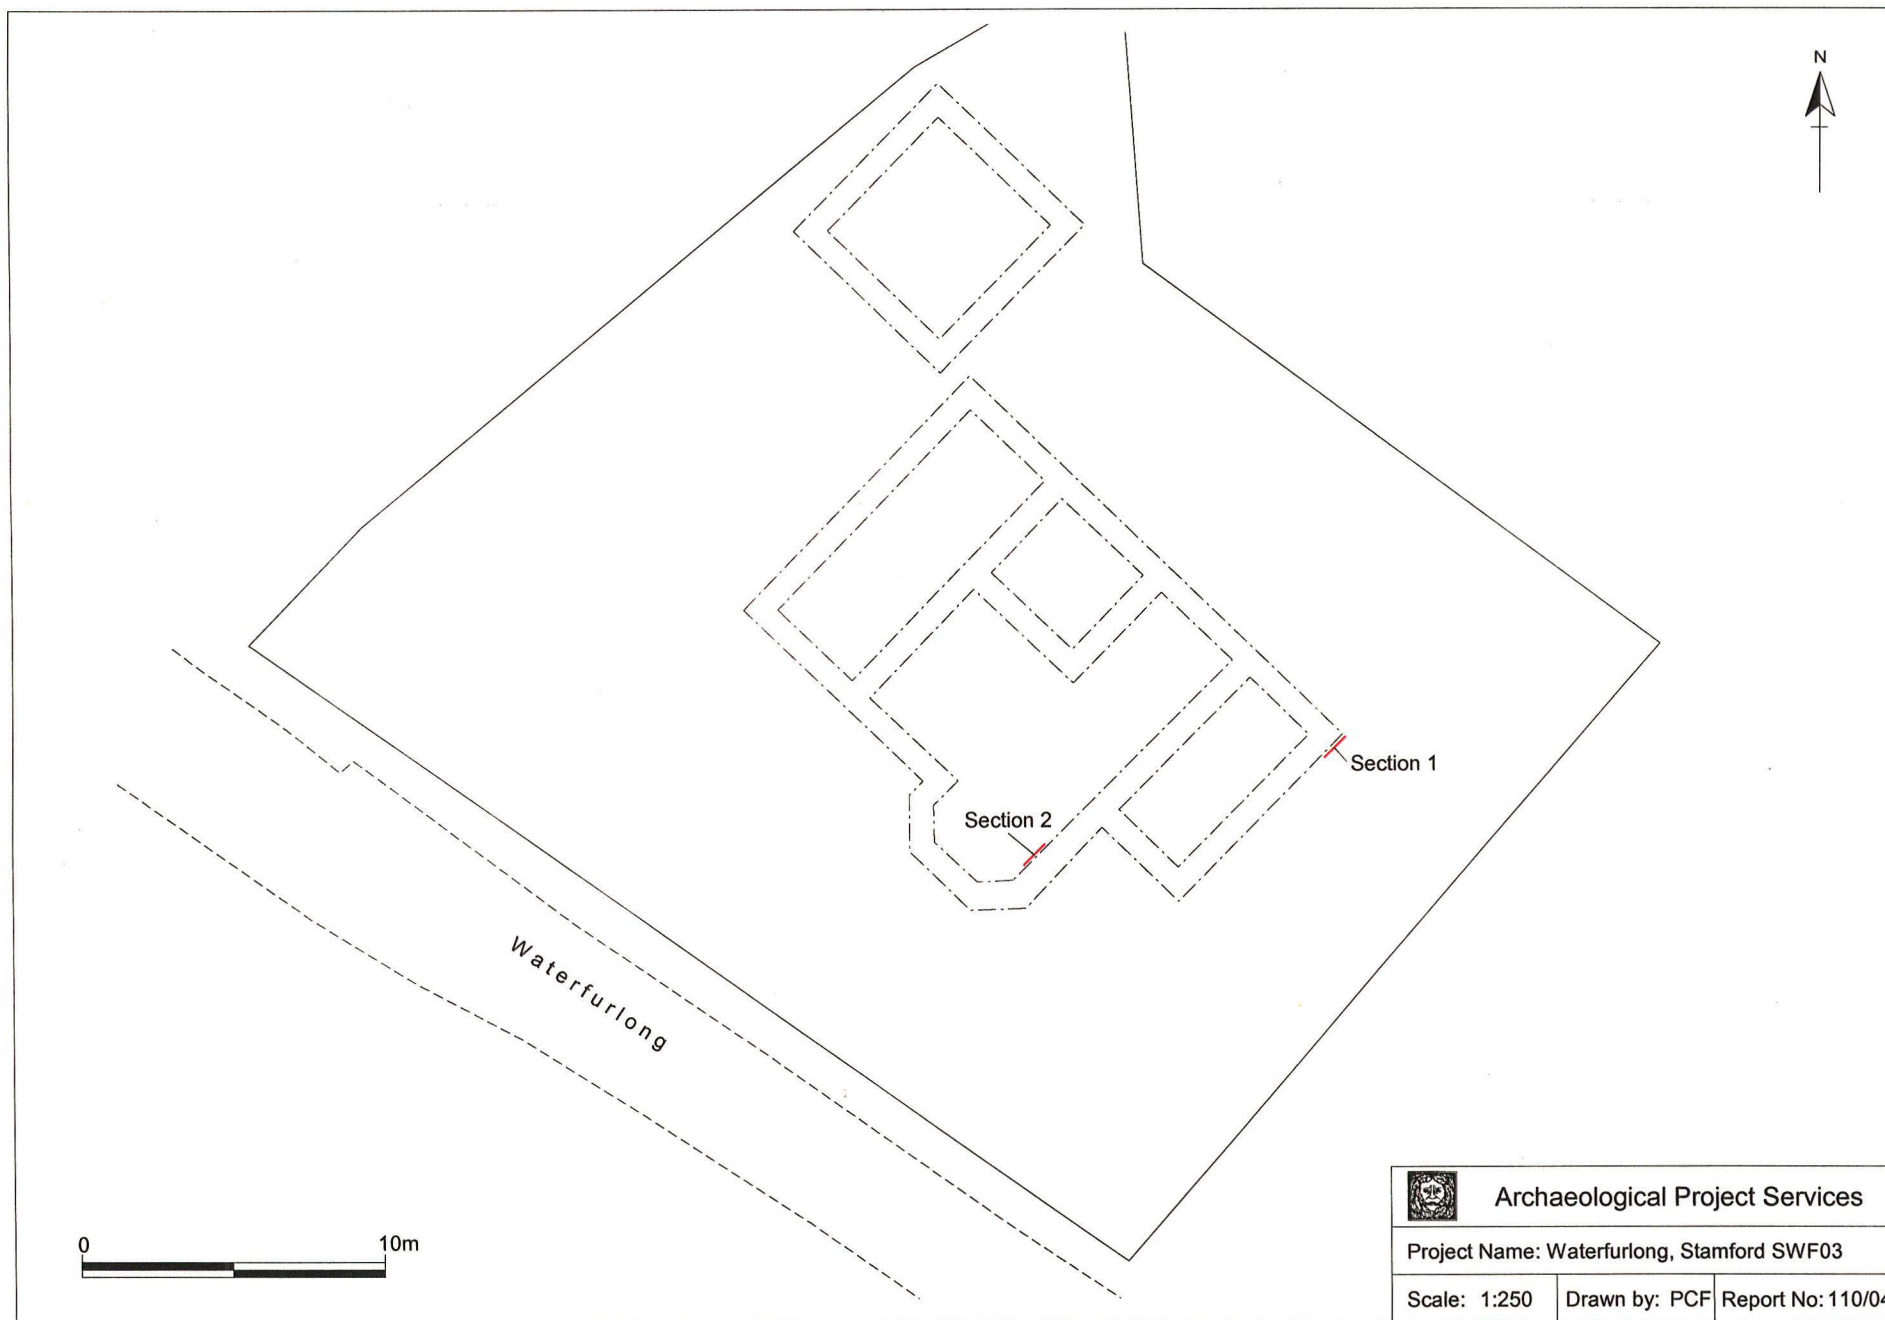 N
Section 1
Section 2
Waterfurlong
0 10m
Archaeological Project Services
Project Name: Waterfurlong, Stamford SWF03
Scale: 1:250 Drawn by: PCF Report No: 110/04